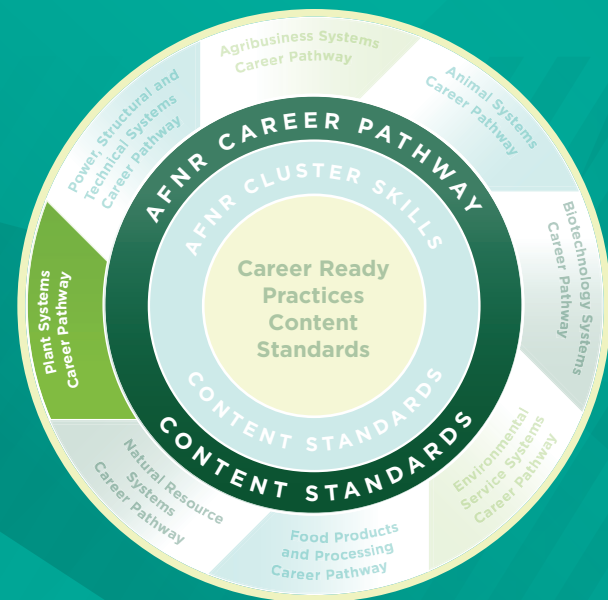 Agribusiness Systems
Career Pathway
Animal Systems
Career Pathway
Biotechnology Systems
Career Pathway
Environmental
Service Systems
Career Pathway
Food Products
and Processing
Career Pathway
Natural Resource
Systems
Career Pathway
Plant Systems
Career Pathway
Power, Structural and
Technical Systems
Career Pathway
AFNR CAREER PATHWAY
CONTENT STANDARDS
AFNR CLUSTER SKILLS
CONTENT STANDARDS
Career Ready
Practices
Content
Standards